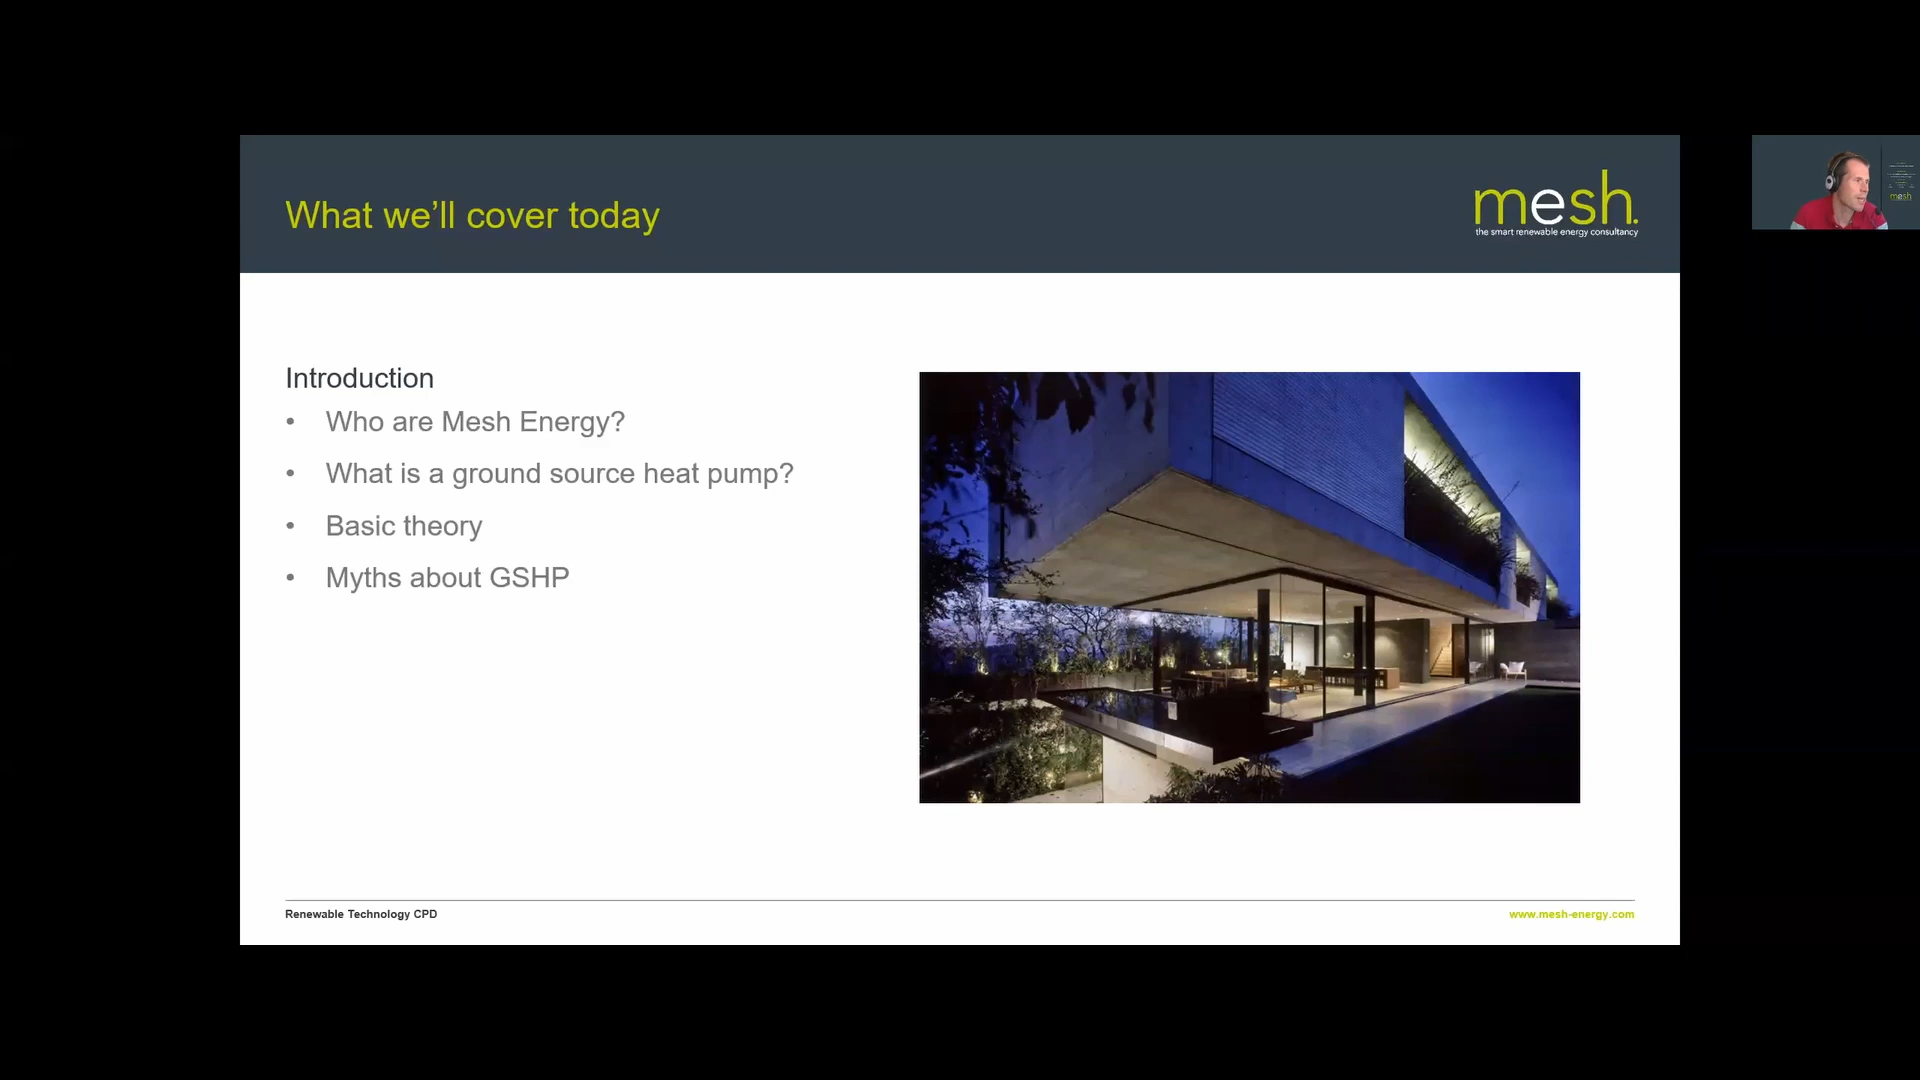 What we'll cover today
mesh.
the smart renewable energy consultancy
Introduction
• Who are Mesh Energy?
• What is a ground source heat pump?
• Basic theory
• Myths about GSHP
Renewable Technology CPD
www.mesh-energy.com
mesh